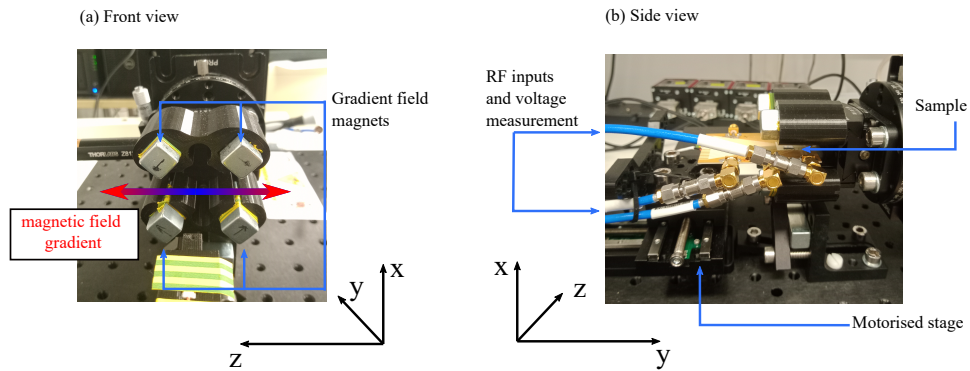 (a) Front view
(b) Side view
Gradient field
magnets
THORLABS
magnetic field
gradient
x
y
z
RF inputs
and voltage
measurement
Sample
x
z
y
Motorised stage